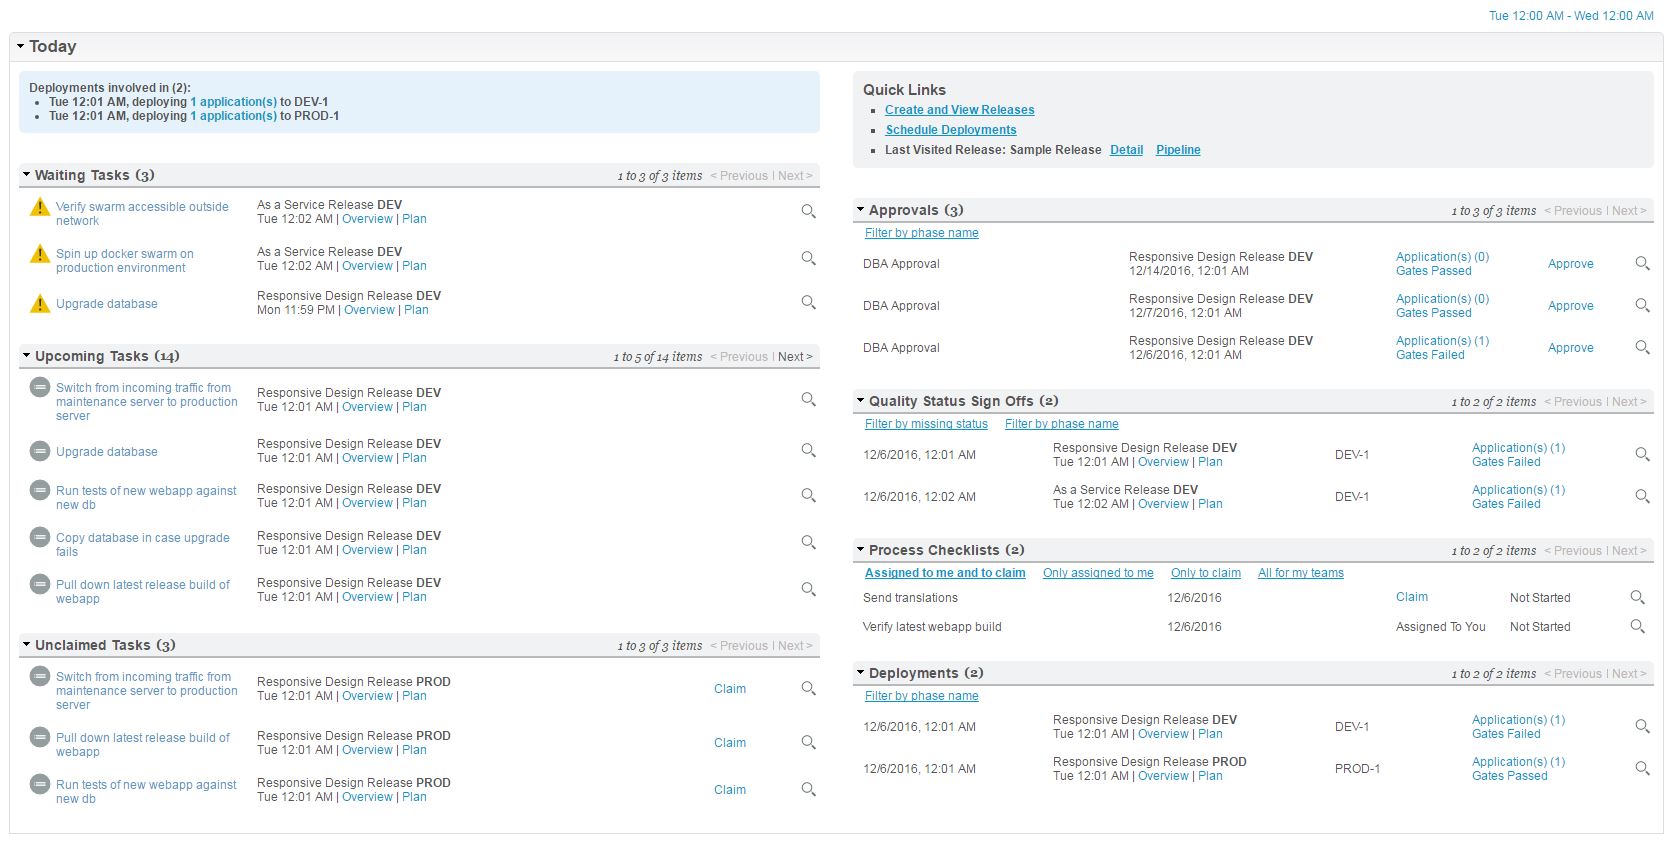 Tue 12:00 AM - Wed 12:00 AM
Today
Deployments involved in (2):
• Tue 12:01 AM, deploying 1 application(s) to DEV-1
• Tue 12:01 AM, deploying 1 application(s) to PROD-1
Waiting Tasks (3) 1 to 3 of 3 items < Previous | Next >
Verify swarm accessible outside
network
As a Service Release DEV
Tue 12:02 AM | Overview | Plan
Spin up docker swarm on
production environment
As a Service Release DEV
Tue 12:02 AM | Overview | Plan
Upgrade database
Responsive Design Release DEV
Mon 11:59 PM | Overview | Plan
Upcoming Tasks (14) 1 to 5 of 14 items < Previous | Next >
Switch from incoming traffic from
maintenance server to production
server
Responsive Design Release DEV
Tue 12:01 AM | Overview | Plan
Upgrade database
Responsive Design Release DEV
Tue 12:01 AM | Overview | Plan
Run tests of new webapp against
new db
Responsive Design Release DEV
Tue 12:01 AM | Overview | Plan
Copy database in case upgrade
fails
Responsive Design Release DEV
Tue 12:01 AM | Overview | Plan
Pull down latest release build of
webapp
Responsive Design Release DEV
Tue 12:01 AM | Overview | Plan
Unclaimed Tasks (3) 1 to 3 of 3 items < Previous | Next >
Switch from incoming traffic from
maintenance server to production
server
Responsive Design Release PROD
Tue 12:01 AM | Overview | Plan
Claim
Pull down latest release build of
webapp
Responsive Design Release PROD
Tue 12:01 AM | Overview | Plan
Claim
Run tests of new webapp against
new db
Responsive Design Release PROD
Tue 12:01 AM | Overview | Plan
Claim
Quick Links
Create and View Releases
Schedule Deployments
Last Visited Release: Sample Release Detail Pipeline
Approvals (3) 1 to 3 of 3 items < Previous | Next >
Filter by phase name
DBA Approval
Responsive Design Release DEV
12/14/2016, 12:01 AM
Application(s) (0)
Gates Passed
Approve
DBA Approval
Responsive Design Release DEV
12/7/2016, 12:01 AM
Application(s) (0)
Gates Passed
Approve
DBA Approval
Responsive Design Release DEV
12/6/2016, 12:01 AM
Application(s) (1)
Gates Failed
Approve
Quality Status Sign Offs (2) 1 to 2 of 2 items < Previous | Next >
Filter by missing status Filter by phase name
12/6/2016, 12:01 AM
Responsive Design Release DEV
Tue 12:01 AM | Overview | Plan
DEV-1
Application(s) (1)
Gates Failed
12/6/2016, 12:02 AM
As a Service Release DEV
Tue 12:02 AM | Overview | Plan
DEV-1
Application(s) (1)
Gates Failed
Process Checklists (2) 1 to 2 of 2 items < Previous | Next >
Assigned to me and to claim Only assigned to me Only to claim All for my teams
Send translations 12/6/2016 Claim Not Started
Verify latest webapp build 12/6/2016 Assigned To You Not Started
Deployments (2) 1 to 2 of 2 items < Previous | Next >
Filter by phase name
12/6/2016, 12:01 AM
Responsive Design Release DEV
Tue 12:01 AM | Overview | Plan
DEV-1
Application(s) (1)
Gates Failed
12/6/2016, 12:01 AM
Responsive Design Release PROD
Tue 12:01 AM | Overview | Plan
PROD-1
Application(s) (1)
Gates Passed